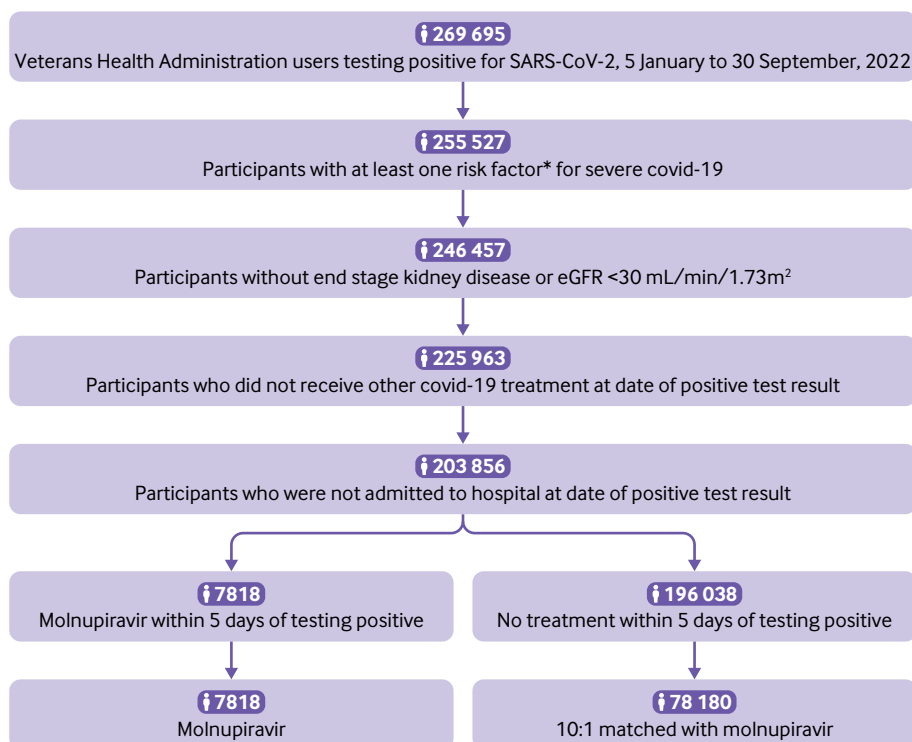 269 695
Veterans Health Administration users testing positive for SARS-CoV-2, 5 January to 30 September, 2022
255 527
Participants with at least one risk factor* for severe covid-19
246 457
Participants without end stage kidney disease or eGFR <30 mL/min/1.73m²
225 963
Participants who did not receive other covid-19 treatment at date of positive test result
203 856
Participants who were not admitted to hospital at date of positive test result
7818
Molnupiravir within 5 days of testing positive
196 038
No treatment within 5 days of testing positive
7818
Molnupiravir
78 180
10:1 matched with molnupiravir